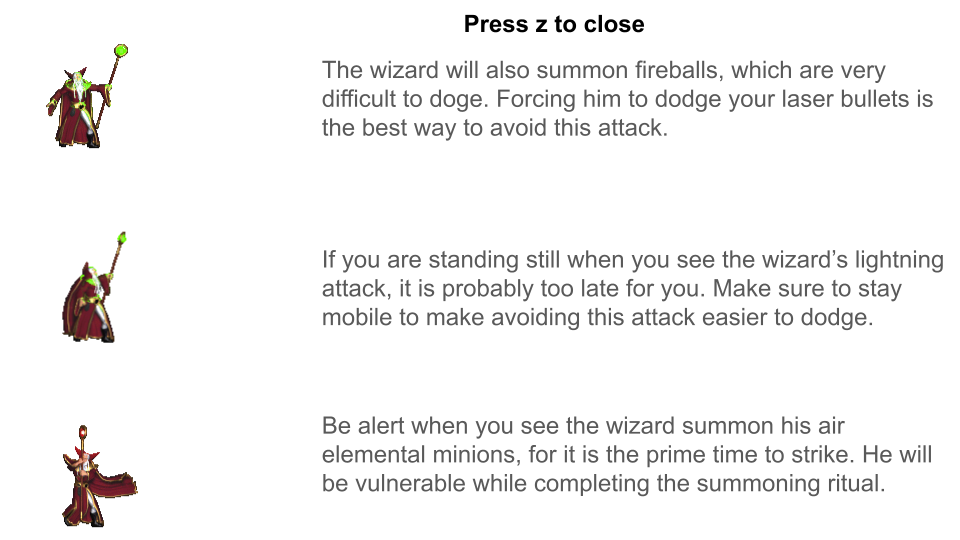 Press z to close
The wizard will also summon fireballs, which are very
difficult to doge. Forcing him to dodge your laser bullets is
the best way to avoid this attack.
If you are standing still when you see the wizard’s lightning
attack, it is probably too late for you. Make sure to stay
mobile to make avoiding this attack easier to dodge.
Be alert when you see the wizard summon his air
elemental minions, for it is the prime time to strike. He will
be vulnerable while completing the summoning ritual.